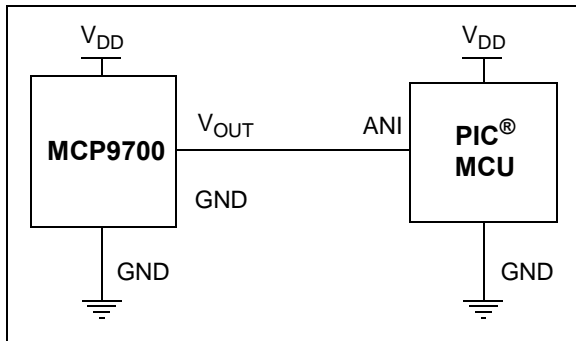 VDD
VDD
MCP9700
VOUT
ANI
PIC®
MCU
GND
GND
GND